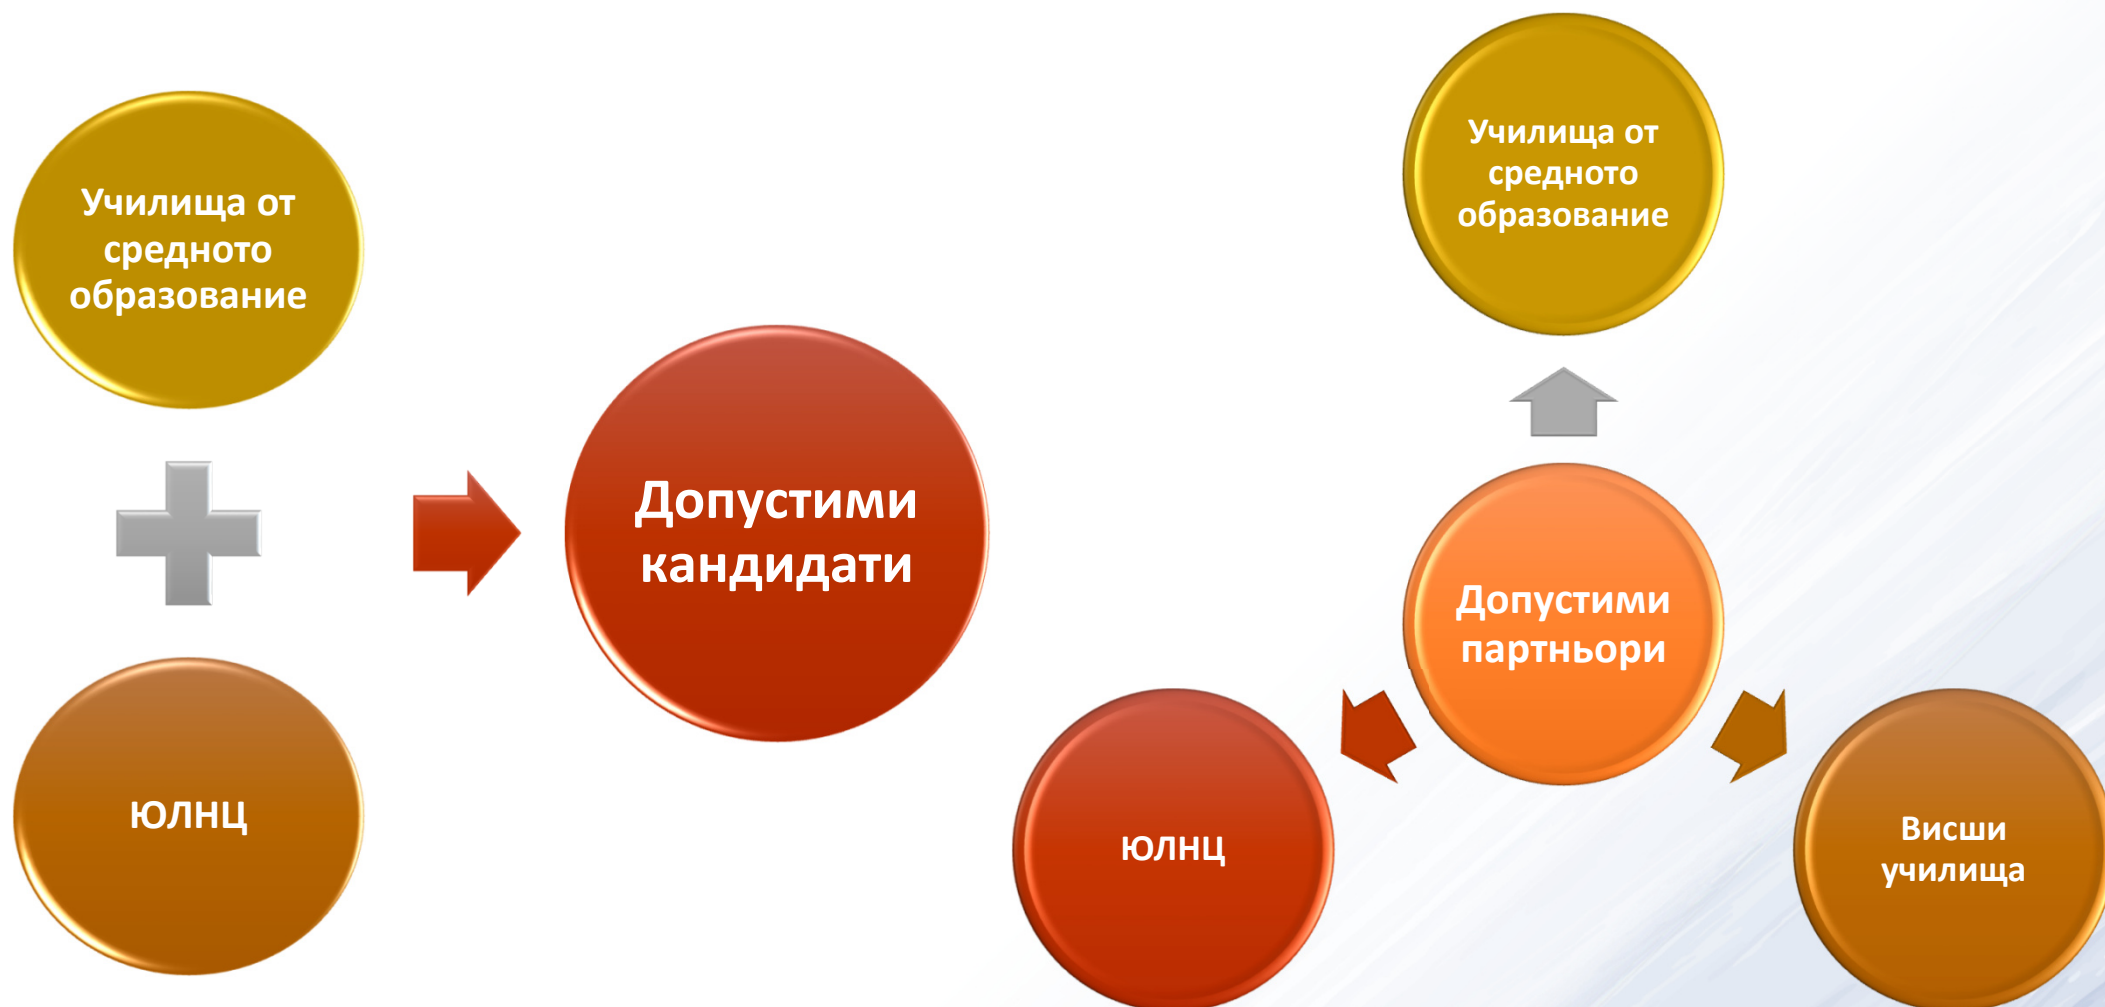 Училища от
средното
образование
ЮЛНЦ
Допустими
кандидати
Училища от
средното
образование
Допустими
партньори
ЮЛНЦ
Висши
училища